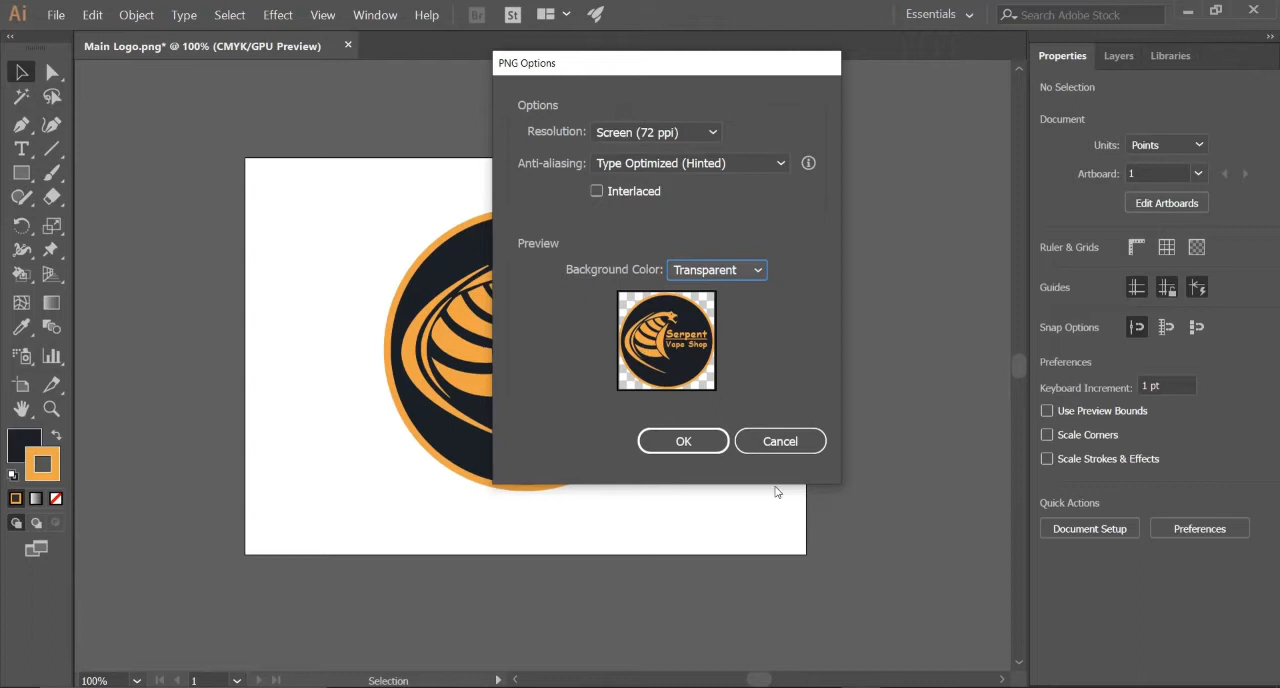 Ai File Edit Object Type Select Effect View Window Help Br St Essentials Search Adobe Stock
Main Logo.png* @ 100% (CMYK/GPU Preview)
PNG Options
Options
Resolution: Screen (72 ppi)
Anti-aliasing: Type Optimized (Hinted)
Interlaced
Preview
Background Color: Transparent
Serpent
Vape Shop
OK Cancel
Properties Layers Libraries
No Selection
Document
Units: Points
Artboard: 1
Edit Artboards
Ruler & Grids
Guides
Snap Options
Preferences
Keyboard Increment: 1 pt
Use Preview Bounds
Scale Corners
Scale Strokes & Effects
Quick Actions
Document Setup Preferences
100% 1 Selection